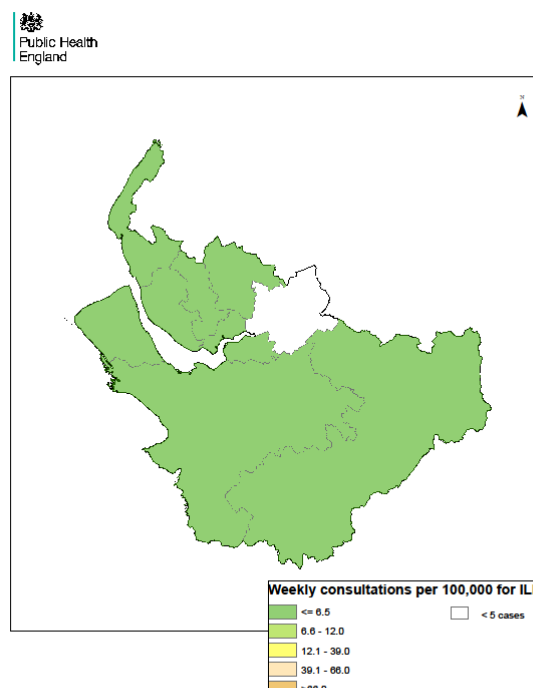 Public Health
England
N
Weekly consultations per 100,000 for IL
<= 6.5
< 5 cases
6.6 - 12.0
12.1 - 39.0
39.1 - 66.0